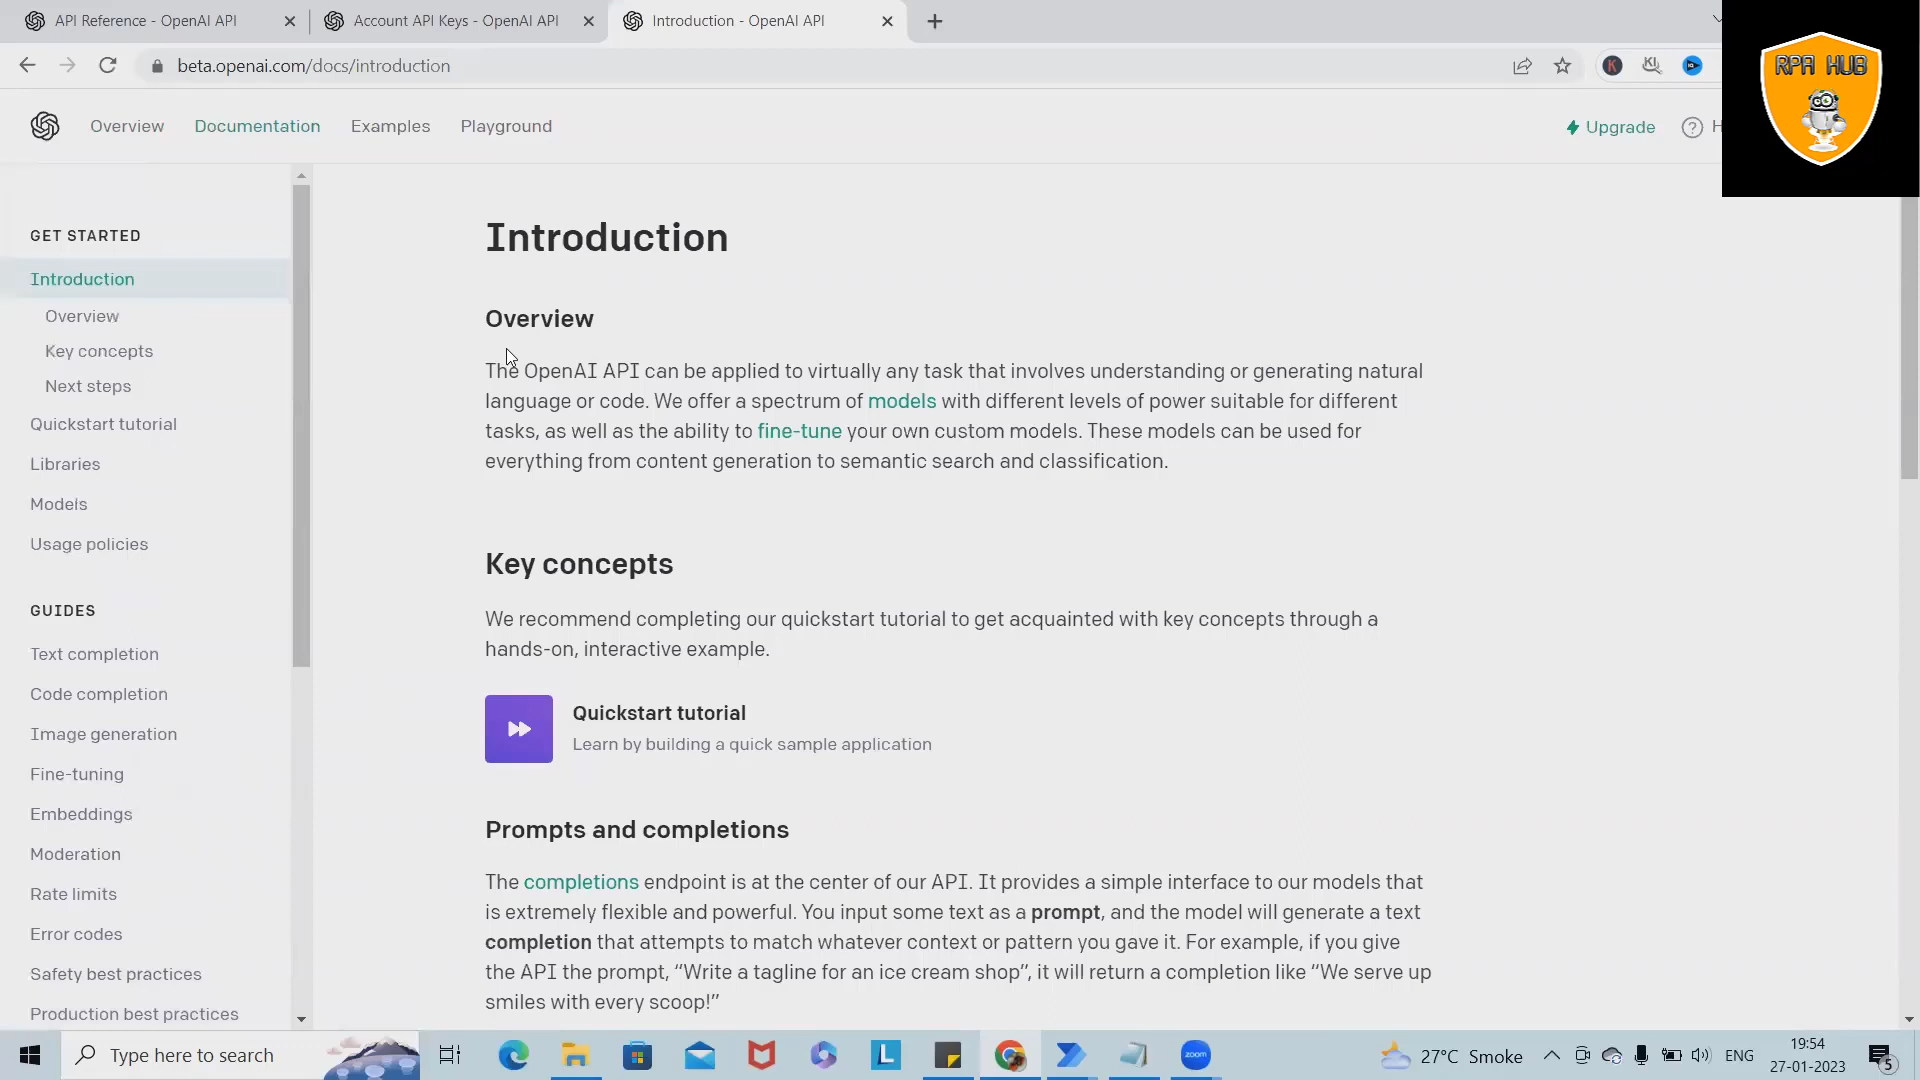 API Reference - OpenAI API
Account API Keys - OpenAI API
Introduction - OpenAI API
beta.openai.com/docs/introduction
K
KI
RPA HUB
Overview
Documentation
Examples
Playground
Upgrade
H
GET STARTED
Introduction
Overview
Key concepts
Next steps
Quickstart tutorial
Libraries
Models
Usage policies
GUIDES
Text completion
Code completion
Image generation
Fine-tuning
Embeddings
Moderation
Rate limits
Error codes
Safety best practices
Production best practices
Introduction
Overview
The OpenAI API can be applied to virtually any task that involves understanding or generating natural
language or code. We offer a spectrum of models with different levels of power suitable for different
tasks, as well as the ability to fine-tune your own custom models. These models can be used for
everything from content generation to semantic search and classification.
Key concepts
We recommend completing our quickstart tutorial to get acquainted with key concepts through a
hands-on, interactive example.
Quickstart tutorial
Learn by building a quick sample application
Prompts and completions
The completions endpoint is at the center of our API. It provides a simple interface to our models that
is extremely flexible and powerful. You input some text as a prompt, and the model will generate a text
completion that attempts to match whatever context or pattern you gave it. For example, if you give
the API the prompt, “Write a tagline for an ice cream shop”, it will return a completion like “We serve up
smiles with every scoop!”
Type here to search
L
zoom
27°C Smoke
ENG
19:54
27-01-2023
5